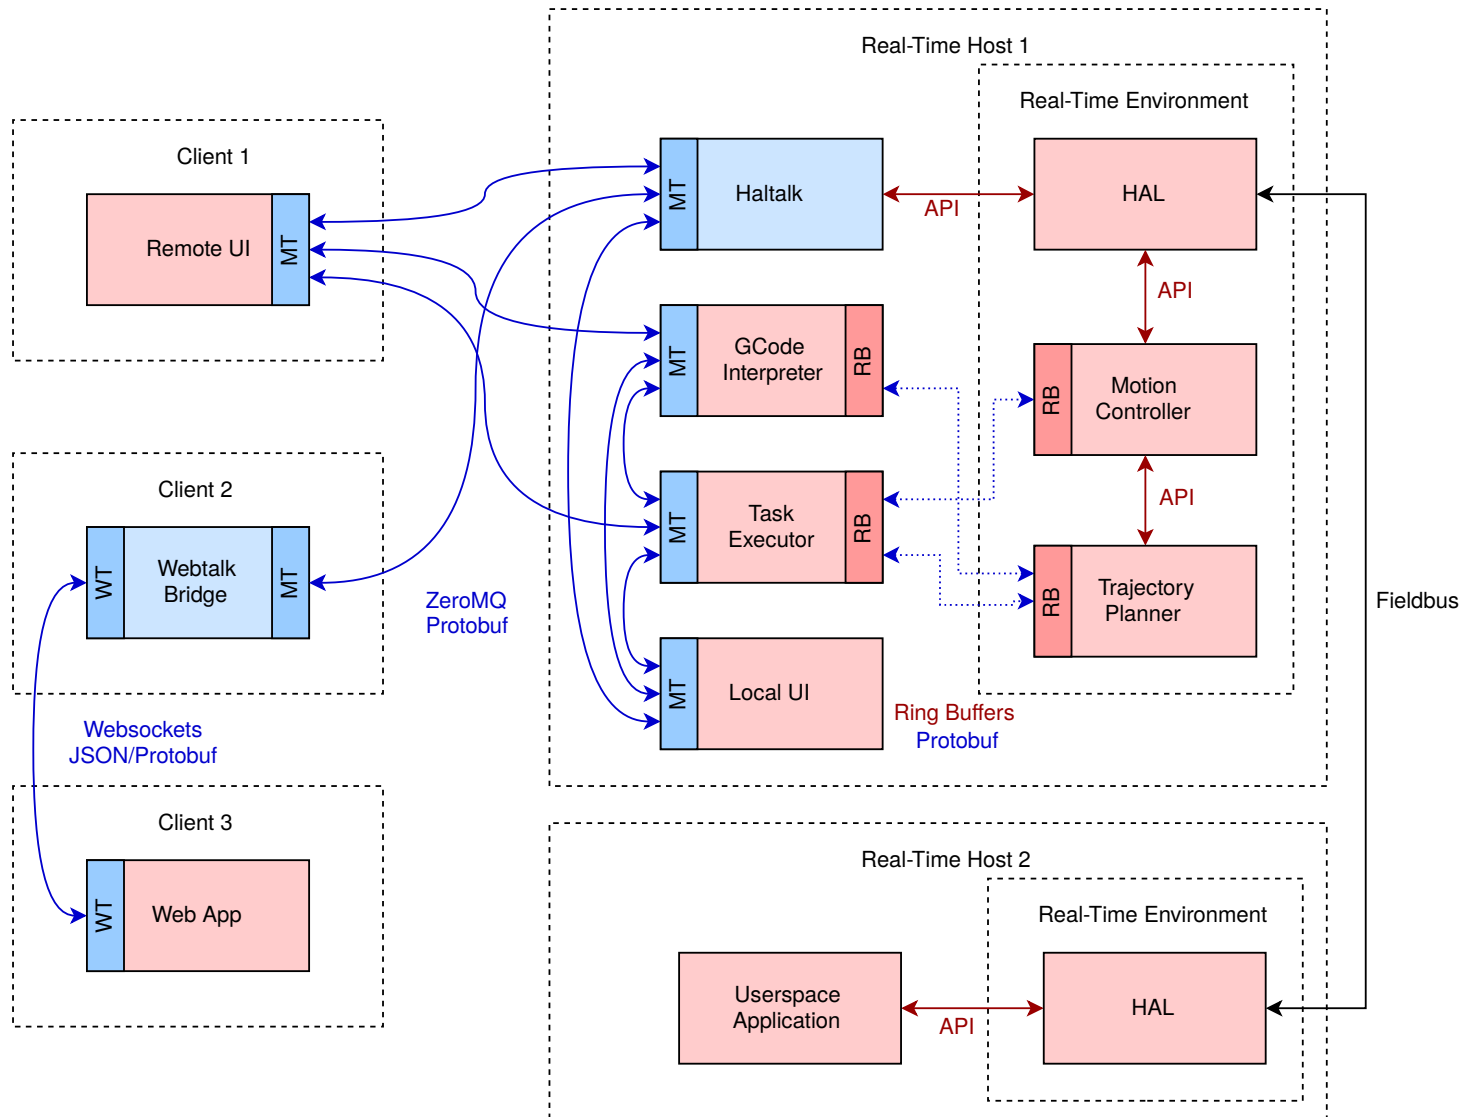 Real-Time Host 1
Real-Time Environment
Client 1
Remote UI
MT
MT
Haltalk
API
HAL
API
MT
GCode
Interpreter
RB
RB
Motion
Controller
API
Client 2
WT
Webtalk
Bridge
MT
ZeroMQ
Protobuf
MT
Task
Executor
RB
RB
Trajectory
Planner
Fieldbus
MT
Local UI
Ring Buffers
Protobuf
Websockets
JSON/Protobuf
Client 3
WT
Web App
Real-Time Host 2
Real-Time Environment
Userspace
Application
API
HAL